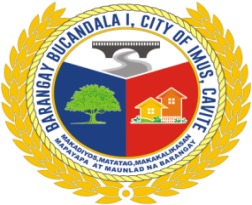 BARANGAY BUCANDALA I, CITY OF IMUS, CAVITE
MAKADIYOS,MATATAG,MAKAKALIKASAN
MAPAYAPA AT MAUNLAD NA BARANGAY